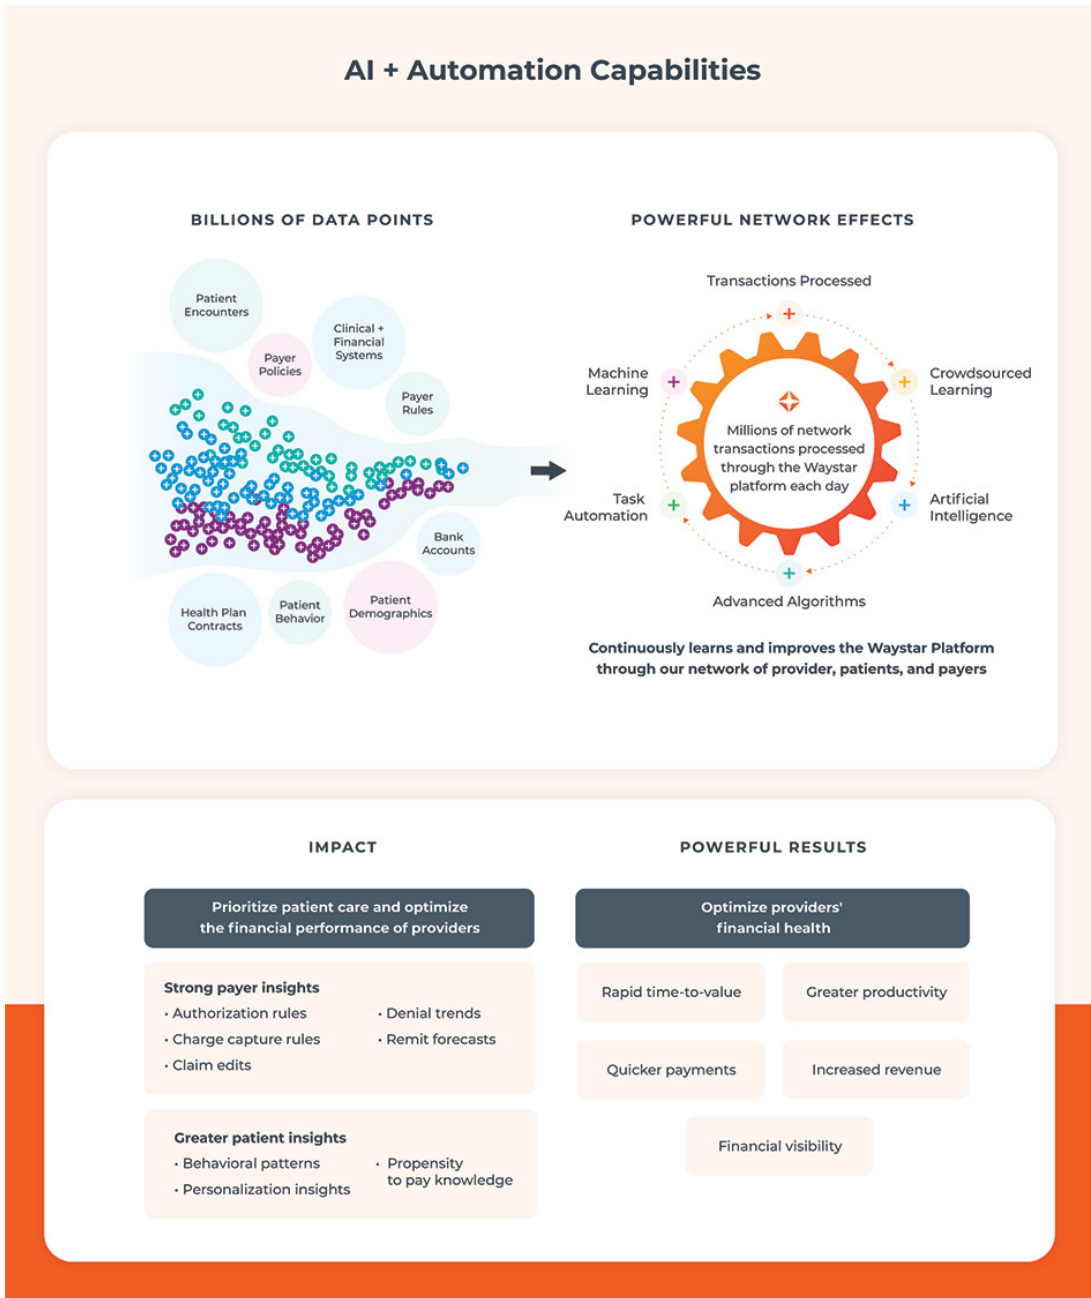 AI + Automation Capabilities
BILLIONS OF DATA POINTS
Patient
Encounters
Clinical +
Financial
Systems
Payer
Policies
Payer
Rules
Bank
Accounts
Health Plan
Contracts
Patient
Behavior
Patient
Demographics
POWERFUL NETWORK EFFECTS
Transactions Processed
Machine
Learning
Crowdsourced
Learning
Millions of network
transactions processed
through the Waystar
platform each day
Task
Automation
Artificial
Intelligence
Advanced Algorithms
Continuously learns and improves the Waystar Platform
through our network of provider, patients, and payers
IMPACT
Prioritize patient care and optimize
the financial performance of providers
Strong payer insights
• Authorization rules
• Charge capture rules
• Claim edits
• Denial trends
• Remit forecasts
Greater patient insights
• Behavioral patterns
• Personalization insights
• Propensity
to pay knowledge
POWERFUL RESULTS
Optimize providers'
financial health
Rapid time-to-value
Greater productivity
Quicker payments
Increased revenue
Financial visibility